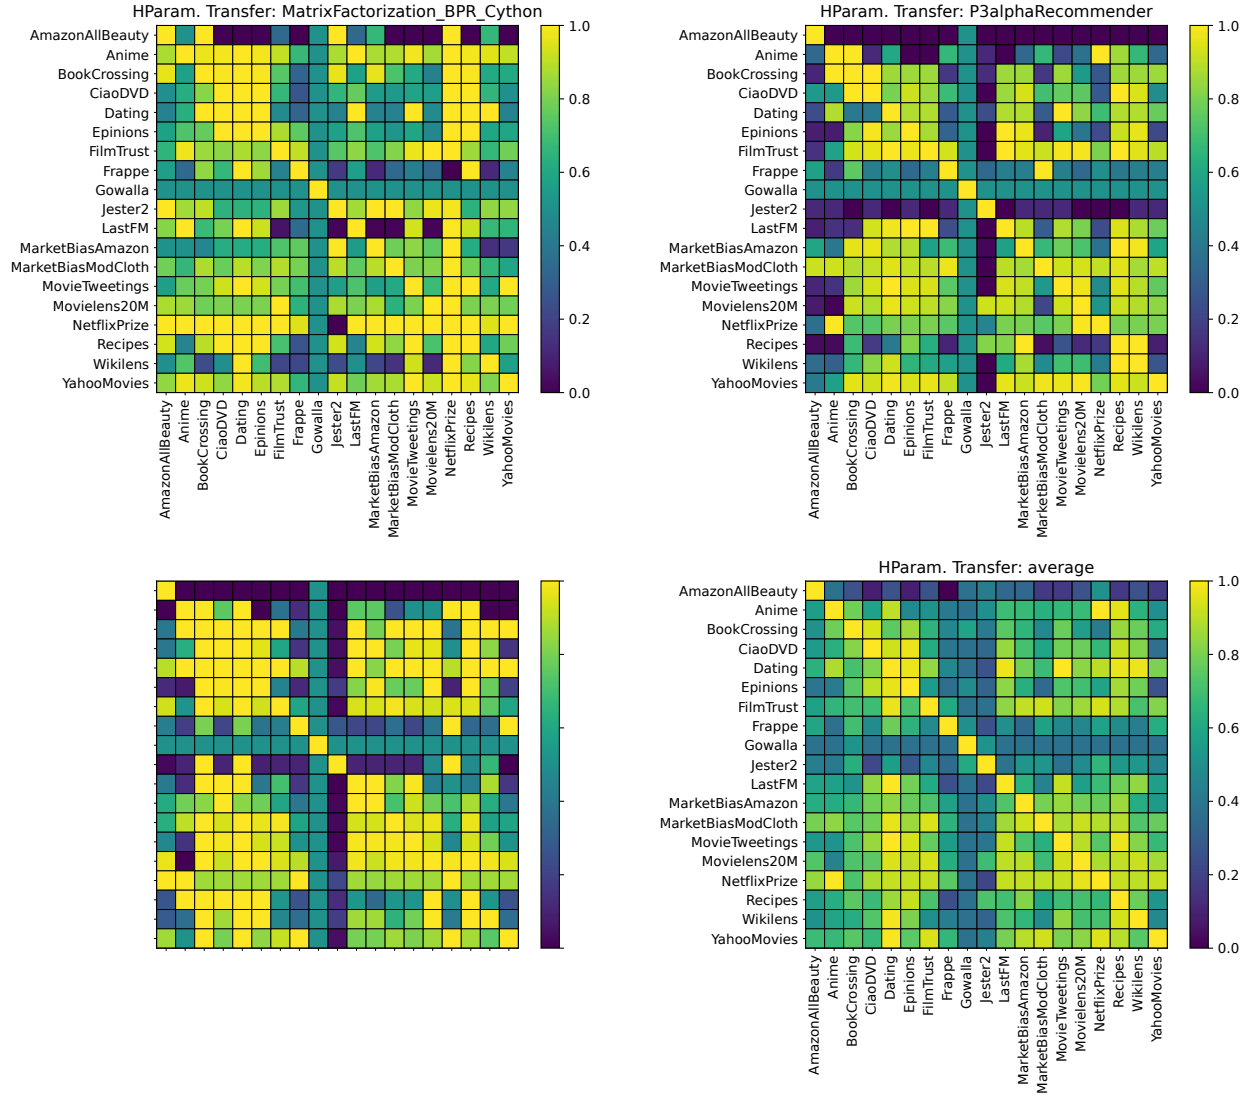 HParam. Transfer: MatrixFactorization_BPR_Cython
AmazonAllBeauty
Anime
BookCrossing
CiaoDVD
Dating
Epinions
FilmTrust
Frappe
Gowalla
Jester2
LastFM
MarketBiasAmazon
MarketBiasModCloth
MovieTweetings
Movielens20M
NetflixPrize
Recipes
Wikilens
YahooMovies
AmazonAllBeauty
Anime
BookCrossing
CiaoDVD
Dating
Epinions
FilmTrust
Frappe
Gowalla
Jester2
LastFM
MarketBiasAmazon
MarketBiasModCloth
MovieTweetings
Movielens20M
NetflixPrize
Recipes
Wikilens
YahooMovies
1.0
0.8
0.6
0.4
0.2
0.0
HParam. Transfer: P3alphaRecommender
AmazonAllBeauty
Anime
BookCrossing
CiaoDVD
Dating
Epinions
FilmTrust
Frappe
Gowalla
Jester2
LastFM
MarketBiasAmazon
MarketBiasModCloth
MovieTweetings
Movielens20M
NetflixPrize
Recipes
Wikilens
YahooMovies
AmazonAllBeauty
Anime
BookCrossing
CiaoDVD
Dating
Epinions
FilmTrust
Frappe
Gowalla
Jester2
LastFM
MarketBiasAmazon
MarketBiasModCloth
MovieTweetings
Movielens20M
NetflixPrize
Recipes
Wikilens
YahooMovies
1.0
0.8
0.6
0.4
0.2
0.0
HParam. Transfer: average
AmazonAllBeauty
Anime
BookCrossing
CiaoDVD
Dating
Epinions
FilmTrust
Frappe
Gowalla
Jester2
LastFM
MarketBiasAmazon
MarketBiasModCloth
MovieTweetings
Movielens20M
NetflixPrize
Recipes
Wikilens
YahooMovies
AmazonAllBeauty
Anime
BookCrossing
CiaoDVD
Dating
Epinions
FilmTrust
Frappe
Gowalla
Jester2
LastFM
MarketBiasAmazon
MarketBiasModCloth
MovieTweetings
Movielens20M
NetflixPrize
Recipes
Wikilens
YahooMovies
1.0
0.8
0.6
0.4
0.2
0.0